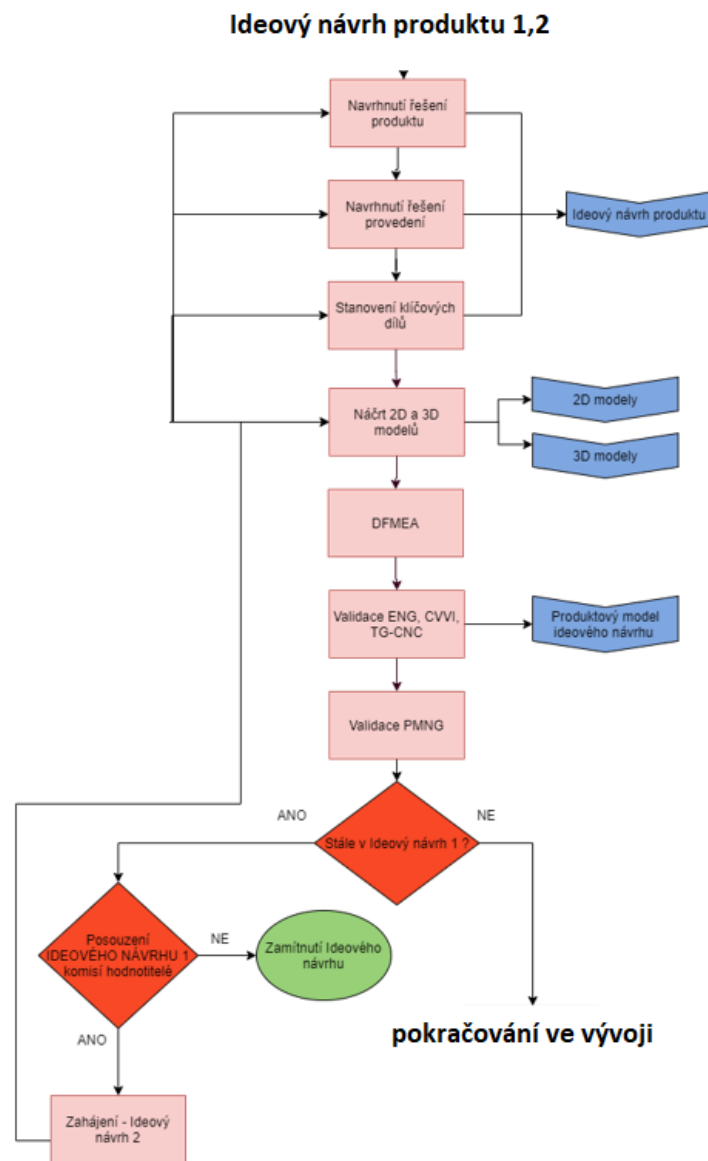 Ideový návrh produktu 1,2
Navrhnutí řešení
produktu
Navrhnutí řešení
provedení
Ideový návrh produktu
Stanovení klíčových
dílů
Náčrt 2D a 3D
modelů
2D modely
3D modely
DFMEA
Validace ENG, CVVI,
TG-CNC
Produktový model
ideového návrhu
Validace PMNG
ANO
NE
Stále v Ideový návrh 1 ?
Posouzení
IDEOVÉHO NÁVRHU 1
komisí hodnotitelé
NE
Zamítnutí Ideového
návrhu
ANO
pokračování ve vývoji
Zahájení - Ideový
návrh 2